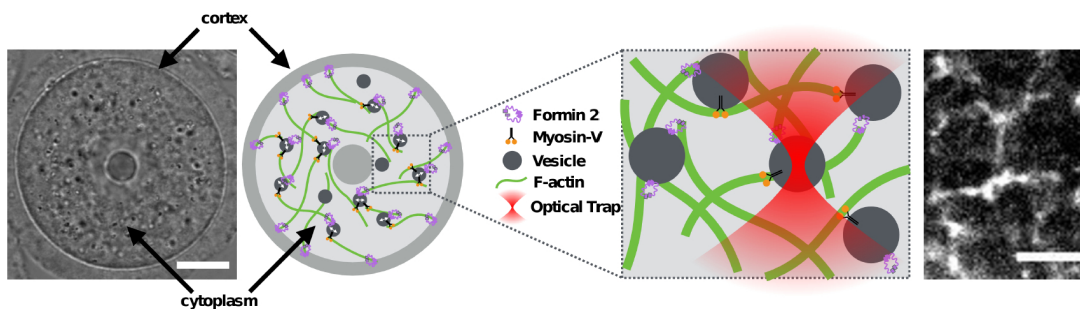 cortex
cytoplasm
Formin 2
Myosin-V
Vesicle
F-actin
Optical Trap